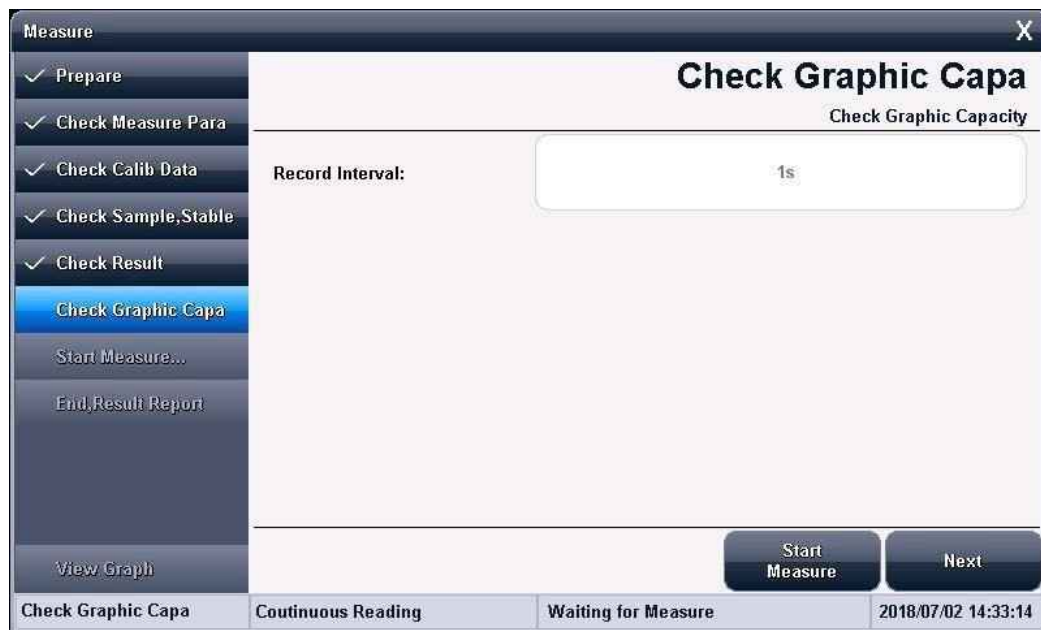 Measure X
Prepare
Check Measure Para
Check Calib Data
Check Sample,Stable
Check Result
Check Graphic Capa
Start Measure...
End,Result Report
View Graph
Check Graphic Capa
Check Graphic Capacity
Record Interval:
1s
Start
Measure
Next
Check Graphic Capa
Coutinuous Reading
Waiting for Measure
2018/07/02 14:33:14